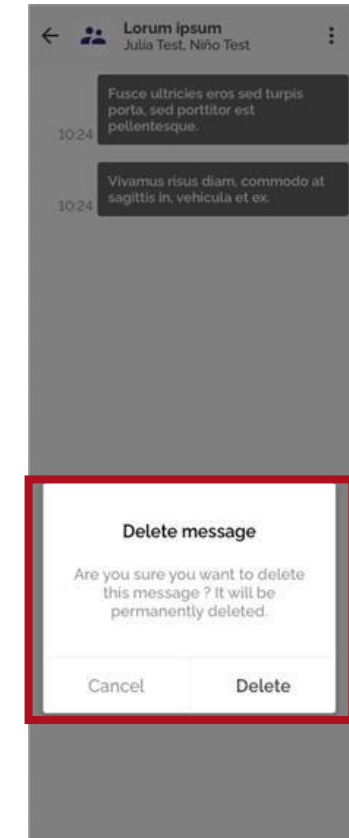 Lorum ipsum
Julia Test, Niño Test
Fusce ultricies eros sed turpis
porta, sed porttitor est
pellentesque.
10:24
Vivamus risus diam, commodo at
sagittis in, vehicula et ex.
10:24
Delete message
Are you sure you want to delete
this message ? It will be
permanently deleted.
Cancel
Delete